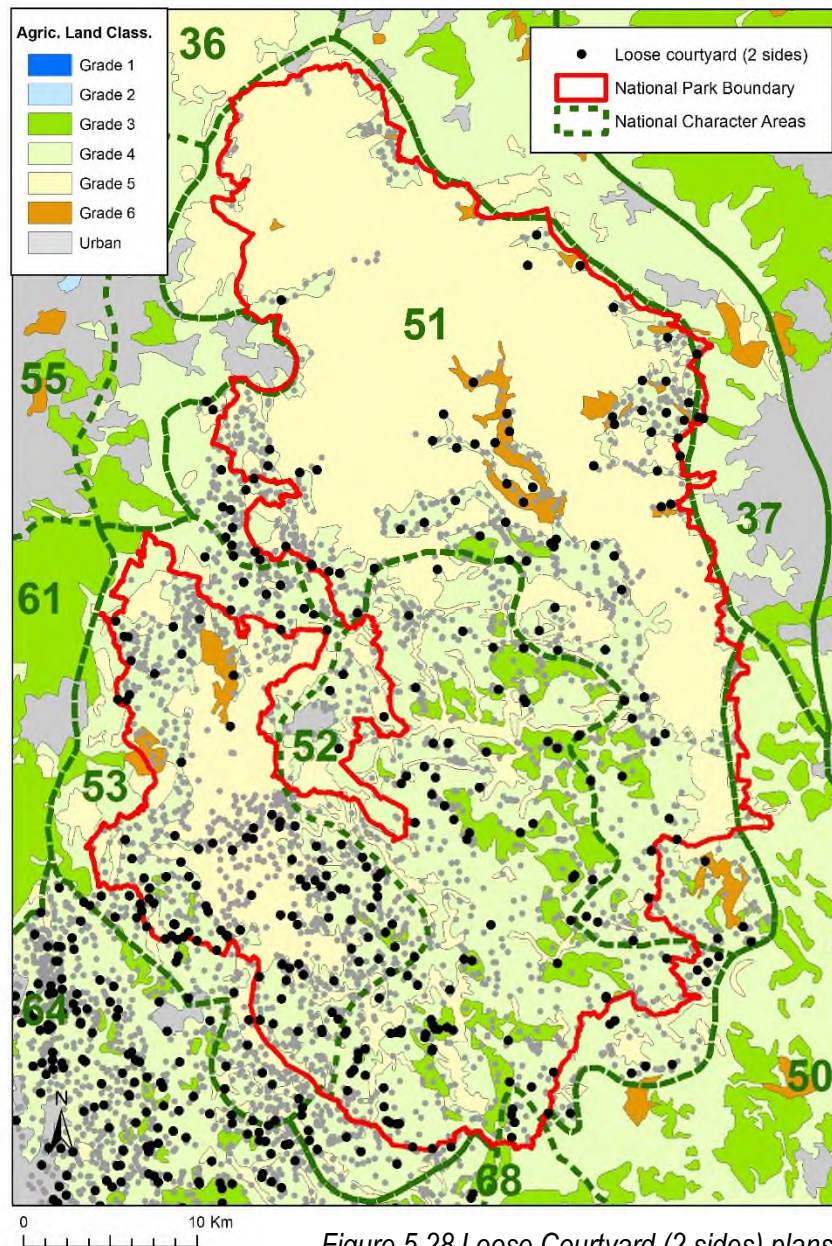 Agric. Land Class.
Grade 1
Grade 2
Grade 3
Grade 4
Grade 5
Grade 6
Urban
Loose courtyard (2 sides)
National Park Boundary
National Character Areas
36
51
55
37
61
52
53
64
50
68
N
0 10 Km
Figure 5.28 Loose Courtyard (2 sides) plans